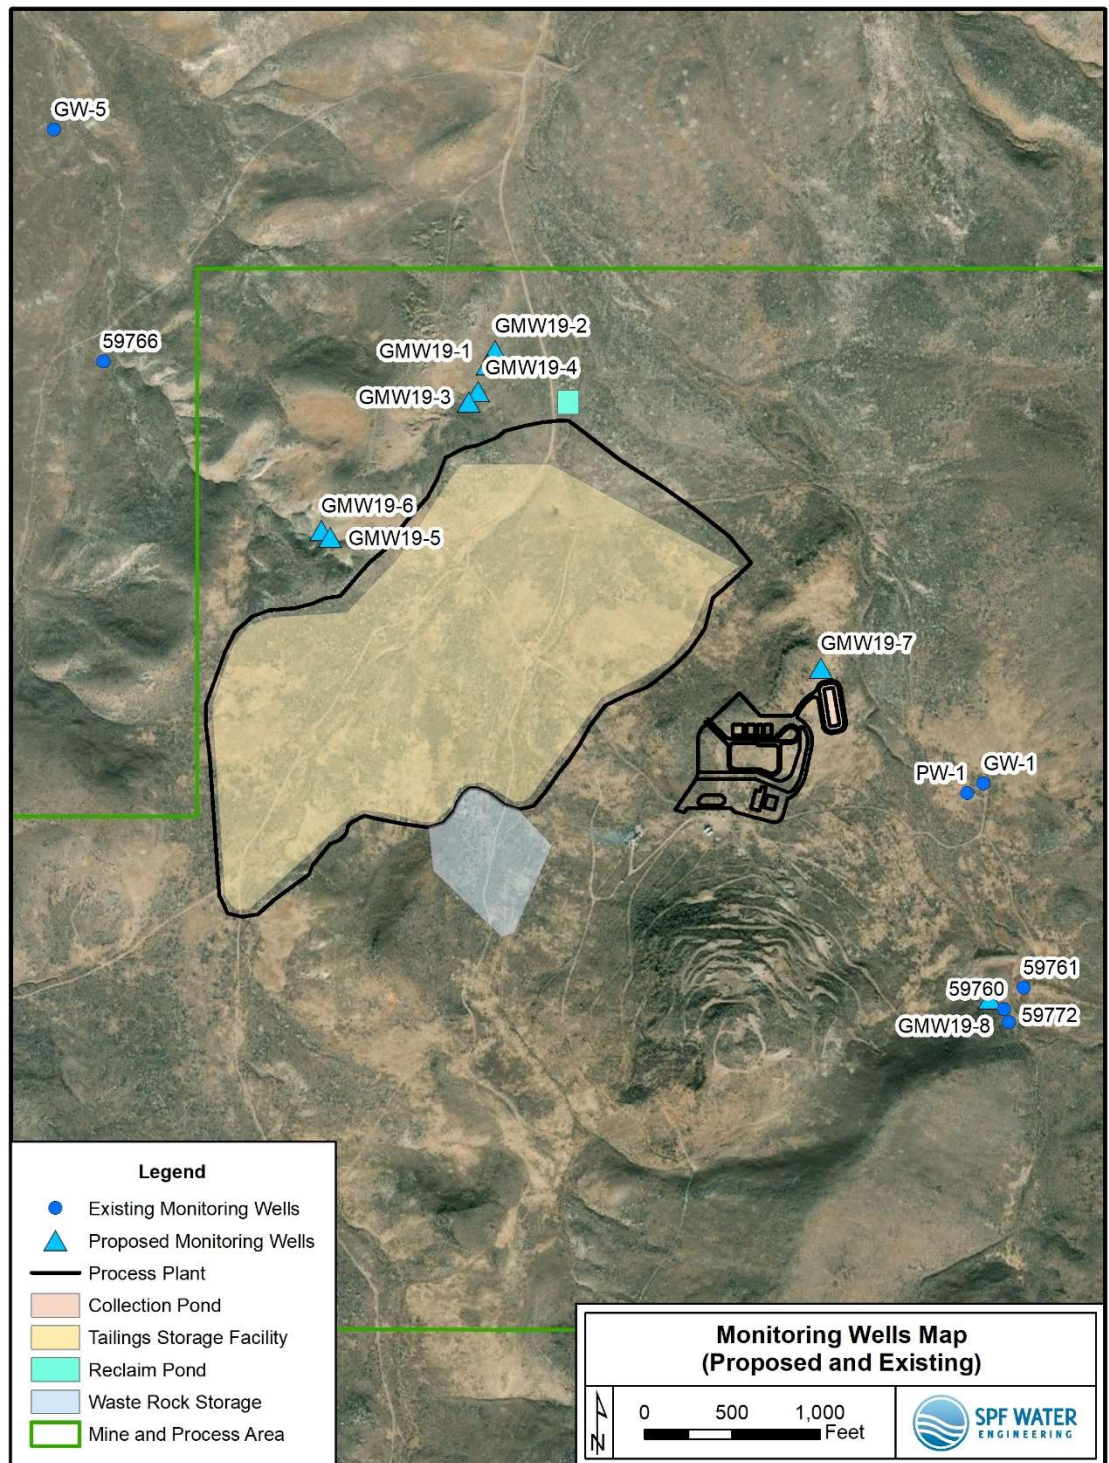 GW-5
59766
GMW19-2
GMW19-1
GMW19-4
GMW19-3
GMW19-6
GMW19-5
GMW19-7
GW-1
PW-1
59761
59760
59772
GMW19-8
Legend
Existing Monitoring Wells
Proposed Monitoring Wells
Process Plant
Collection Pond
Tailings Storage Facility
Reclaim Pond
Waste Rock Storage
Mine and Process Area
Monitoring Wells Map
(Proposed and Existing)
N
0 500 1,000
Feet
SPF WATER
ENGINEERING